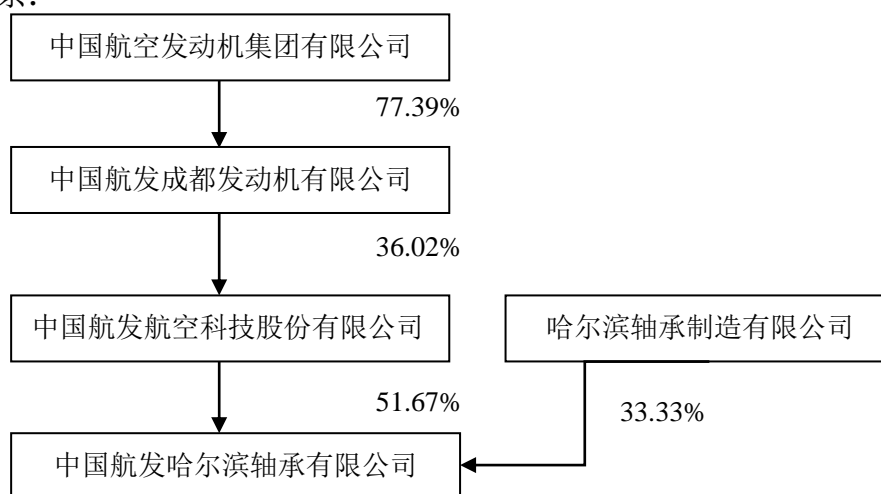 中国航空发动机集团有限公司
77.39%
中国航发成都发动机有限公司
36.02%
中国航发航空科技股份有限公司
哈尔滨轴承制造有限公司
51.67%
33.33%
中国航发哈尔滨轴承有限公司